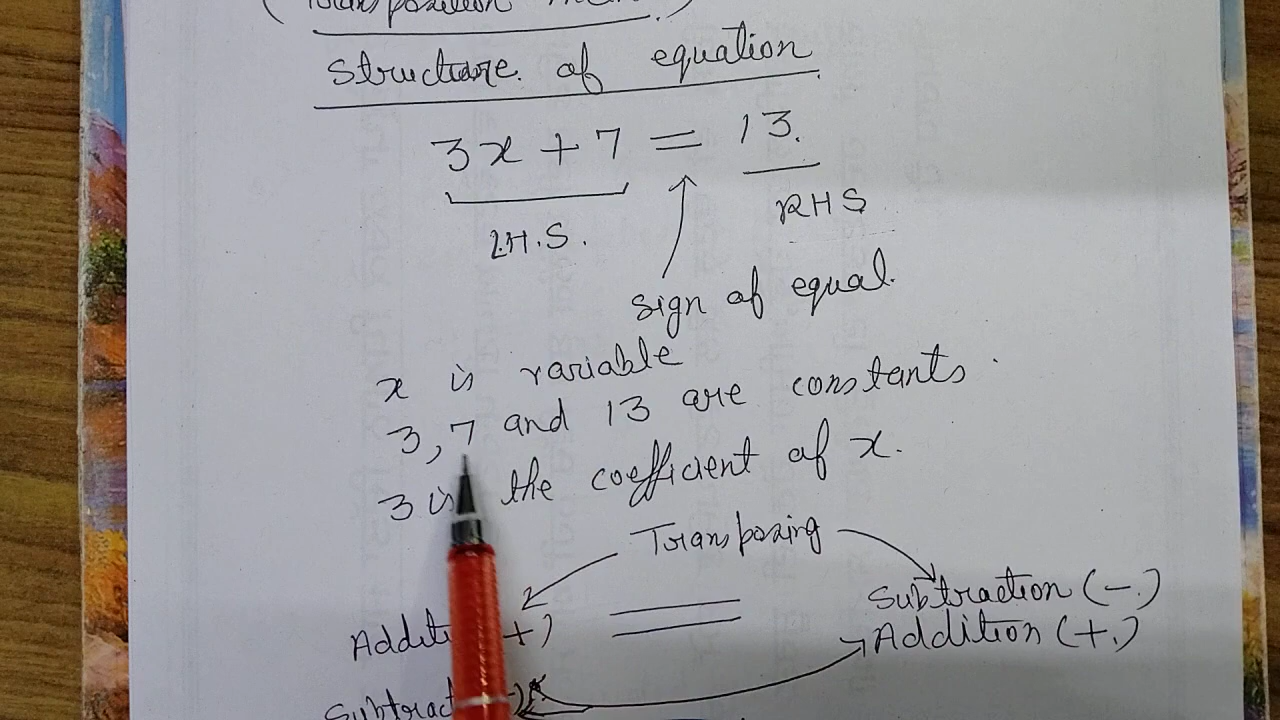 structure of equation
3x + 7 = 13.
L.H.S.
RHS
sign of equal.
x is variable
3, 7 and 13 are constants
3 is the coefficient of x.
Transposing
Subtraction (-)
Addition (+.)